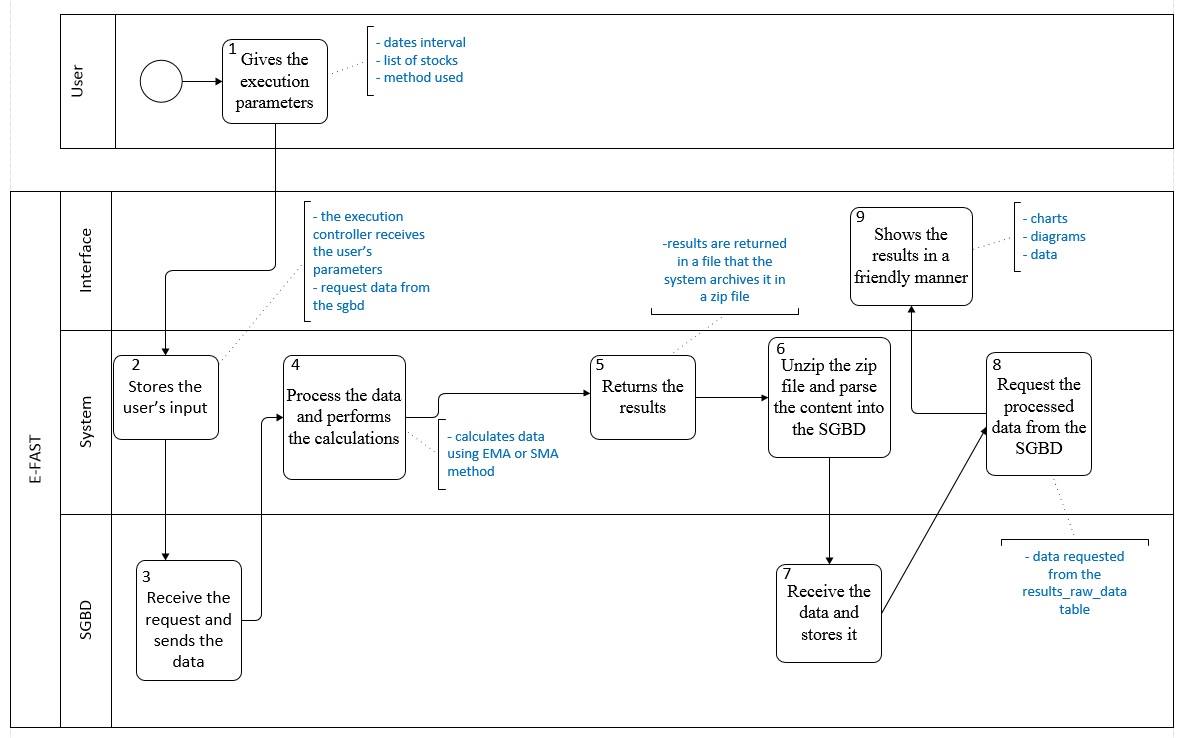 User
1
Gives the
execution
parameters
- dates interval
- list of stocks
- method used
E-FAST
Interface
- the execution
controller receives
the user’s
parameters
- request data from
the sgbd
-results are returned
in a file that the
system archives it in
a zip file
9
Shows the
results in a
friendly manner
- charts
- diagrams
- data
System
2
Stores the
user’s input
4
Process the data
and performs
the calculations
- calculates data
using EMA or SMA
method
5
Returns the
results
6
Unzip the zip
file and parse
the content into
the SGBD
8
Request the
processed
data from the
SGBD
SGBD
3
Receive the
request and
sends the
data
7
Receive the
data and
stores it
- data requested
from the
results_raw_data
table